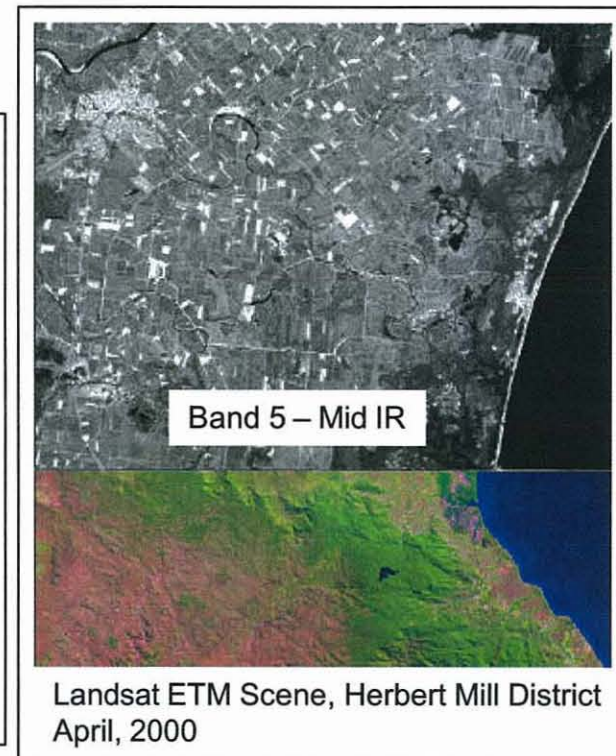 Band 5 – Mid IR
Landsat ETM Scene, Herbert Mill District
April, 2000